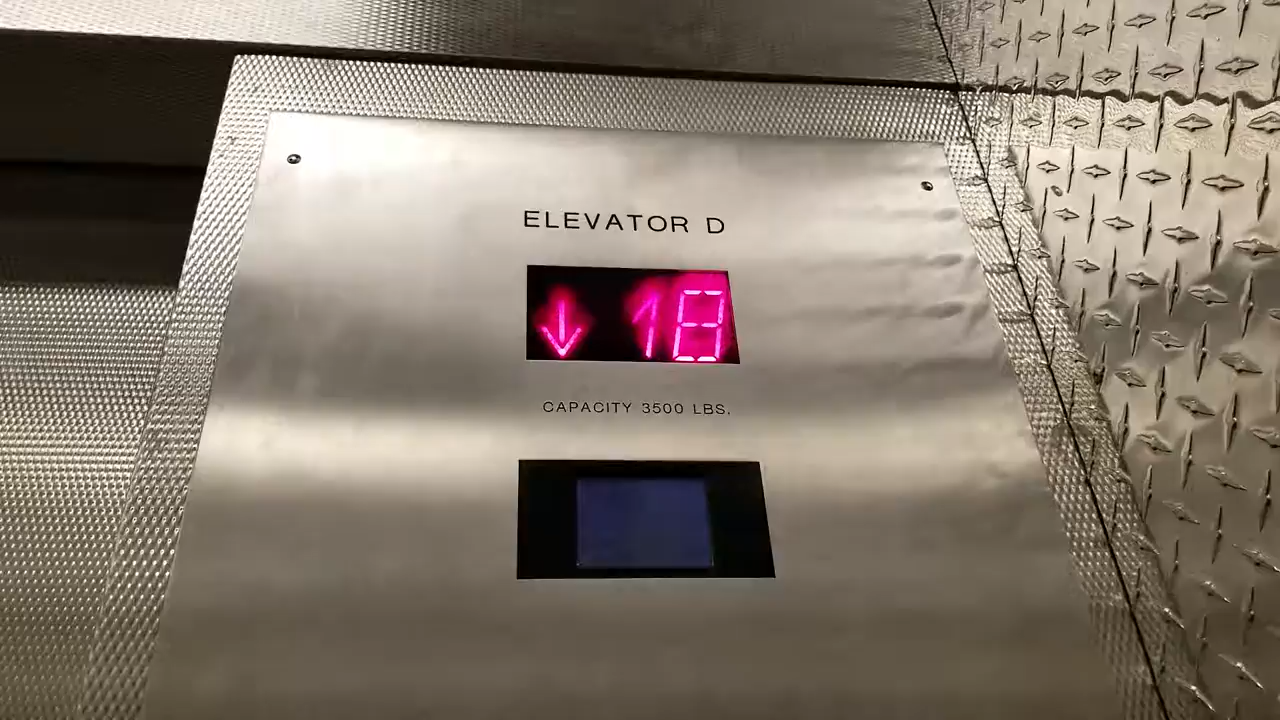 ELEVATOR D
↓ 18
CAPACITY 3500 LBS.